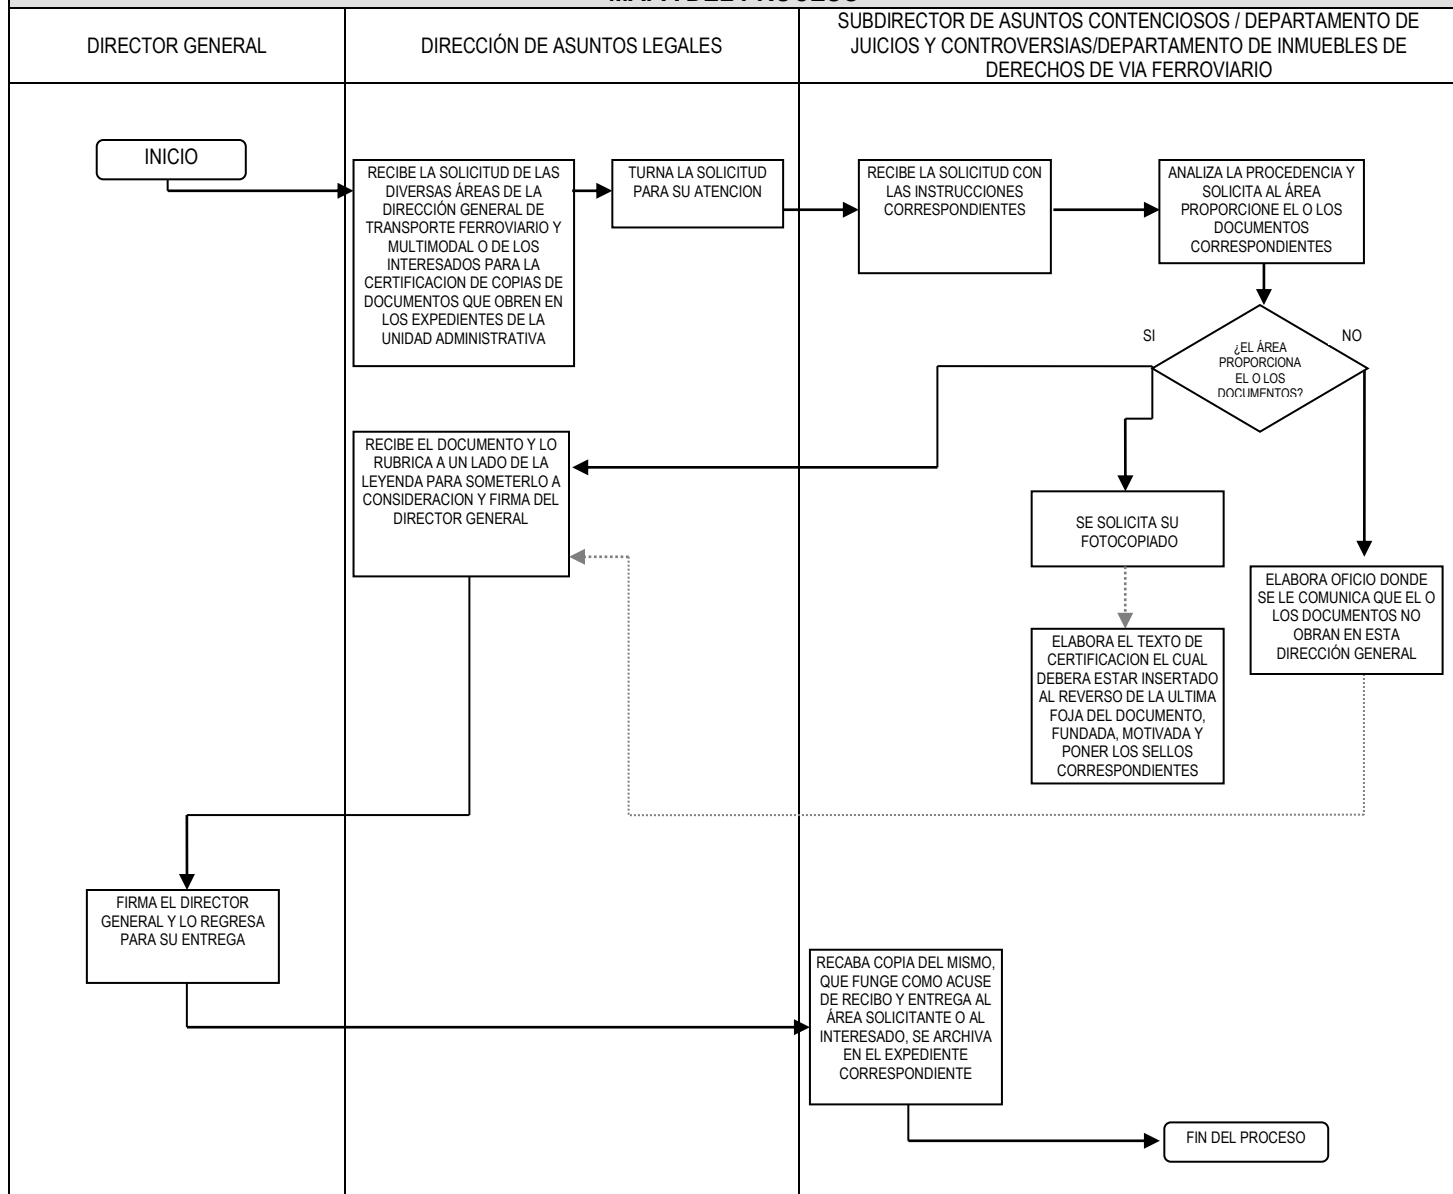 MAPA DEL PROCESO
DIRECTOR GENERAL
DIRECCIÓN DE ASUNTOS LEGALES
SUBDIRECTOR DE ASUNTOS CONTENCIOSOS / DEPARTAMENTO DE
JUICIOS Y CONTROVERSIAS/DEPARTAMENTO DE INMUEBLES DE
DERECHOS DE VIA FERROVIARIO
INICIO
RECIBE LA SOLICITUD DE LAS
DIVERSAS ÁREAS DE LA
DIRECCIÓN GENERAL DE
TRANSPORTE FERROVIARIO Y
MULTIMODAL O DE LOS
INTERESADOS PARA LA
CERTIFICACION DE COPIAS DE
DOCUMENTOS QUE OBREN EN
LOS EXPEDIENTES DE LA
UNIDAD ADMINISTRATIVA
TURNA LA SOLICITUD
PARA SU ATENCION
RECIBE LA SOLICITUD CON
LAS INSTRUCCIONES
CORRESPONDIENTES
ANALIZA LA PROCEDENCIA Y
SOLICITA AL ÁREA
PROPORCIONE EL O LOS
DOCUMENTOS
CORRESPONDIENTES
SI
NO
¿EL ÁREA
PROPORCIONA
EL O LOS
DOCUMENTOS?
RECIBE EL DOCUMENTO Y LO
RUBRICA A UN LADO DE LA
LEYENDA PARA SOMETERLO A
CONSIDERACION Y FIRMA DEL
DIRECTOR GENERAL
SE SOLICITA SU
FOTOCOPIADO
ELABORA OFICIO DONDE
SE LE COMUNICA QUE EL O
LOS DOCUMENTOS NO
OBRAN EN ESTA
DIRECCIÓN GENERAL
ELABORA EL TEXTO DE
CERTIFICACION EL CUAL
DEBERA ESTAR INSERTADO
AL REVERSO DE LA ULTIMA
FOJA DEL DOCUMENTO,
FUNDADA, MOTIVADA Y
PONER LOS SELLOS
CORRESPONDIENTES
FIRMA EL DIRECTOR
GENERAL Y LO REGRESA
PARA SU ENTREGA
RECABA COPIA DEL MISMO,
QUE FUNGE COMO ACUSE
DE RECIBO Y ENTREGA AL
ÁREA SOLICITANTE O AL
INTERESADO, SE ARCHIVA
EN EL EXPEDIENTE
CORRESPONDIENTE
FIN DEL PROCESO